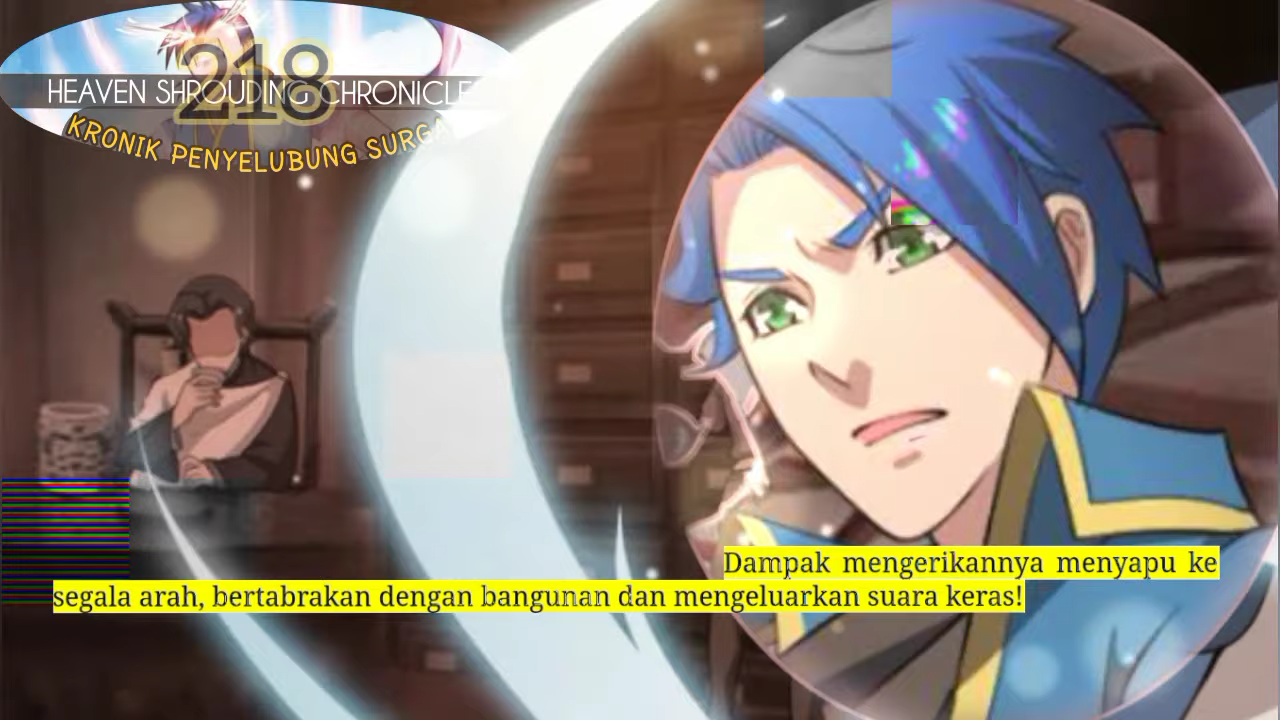 218
HEAVEN SHROUDING CHRONICLE
KRONIK PENYELUBUNG SURGA
Dampak mengerikannya menyapu ke
segala arah, bertabrakan dengan bangunan dan mengeluarkan suara keras!